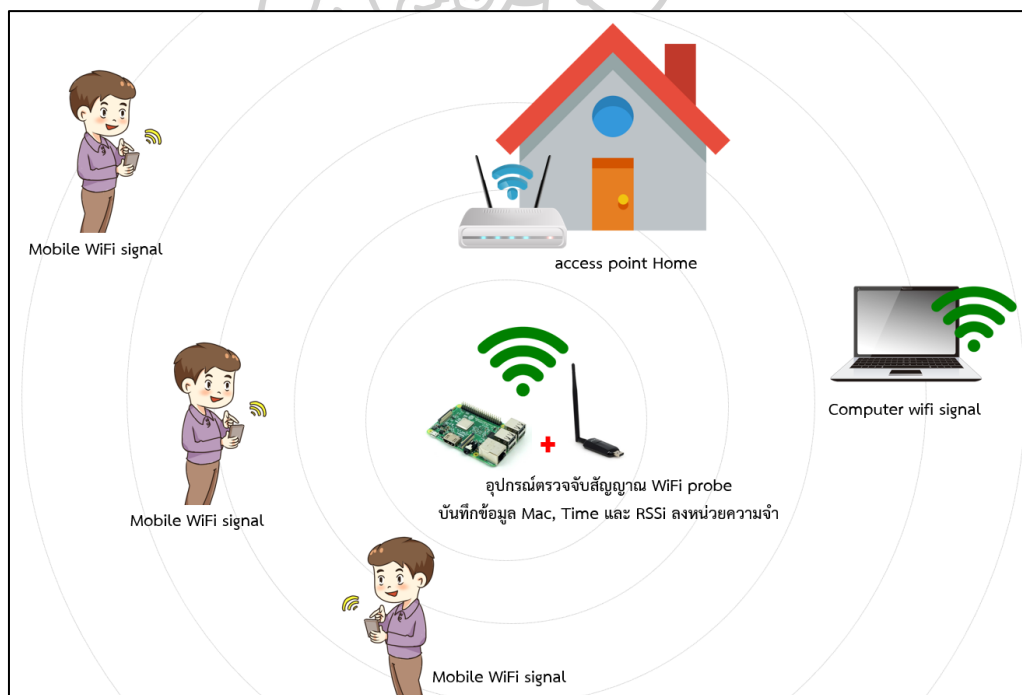 Mobile WiFi signal
access point Home
Computer wifi signal
อุปกรณ์ตรวจจับสัญญาณ WiFi probe
บันทึกข้อมูล Mac, Time และ RSSi ลงหน่วยความจำ
Mobile WiFi signal
Mobile WiFi signal